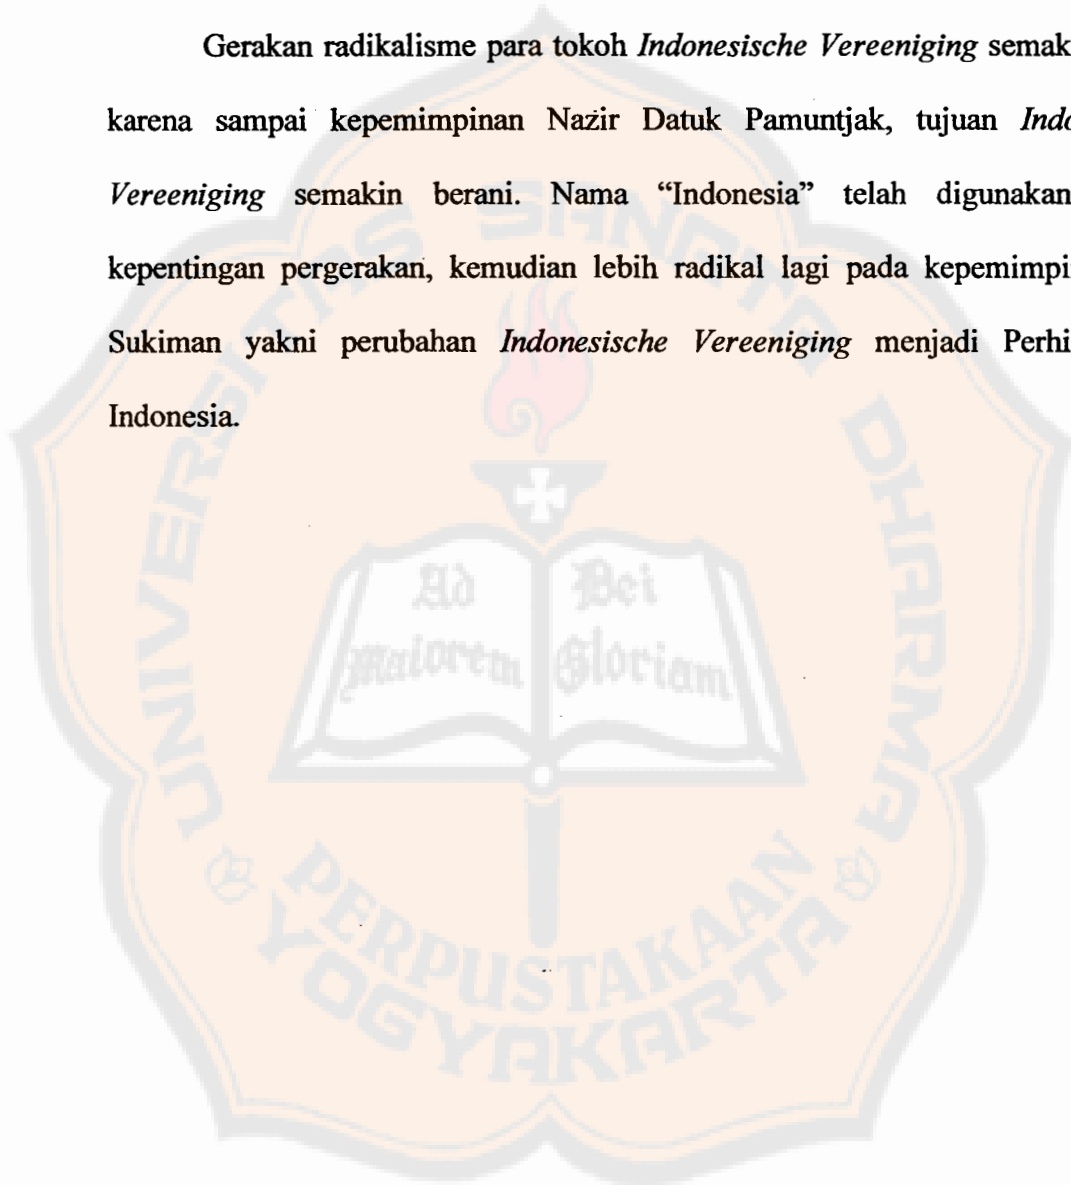 Gerakan radikalisme para tokoh Indonesische Vereeniging semak
karena sampai kepemimpinan Nazir Datuk Pamuntjak, tujuan Indo
Vereeniging semakin berani. Nama “Indonesia” telah digunakan
kepentingan pergerakan, kemudian lebih radikal lagi pada kepemimpi
Sukiman yakni perubahan Indonesische Vereeniging menjadi Perhi
Indonesia.
UNIVERSITAS SANATA DHARMA
Ad Dei
Maiorem Gloriam
PERPUSTAKAAN
YOGYAKARTA